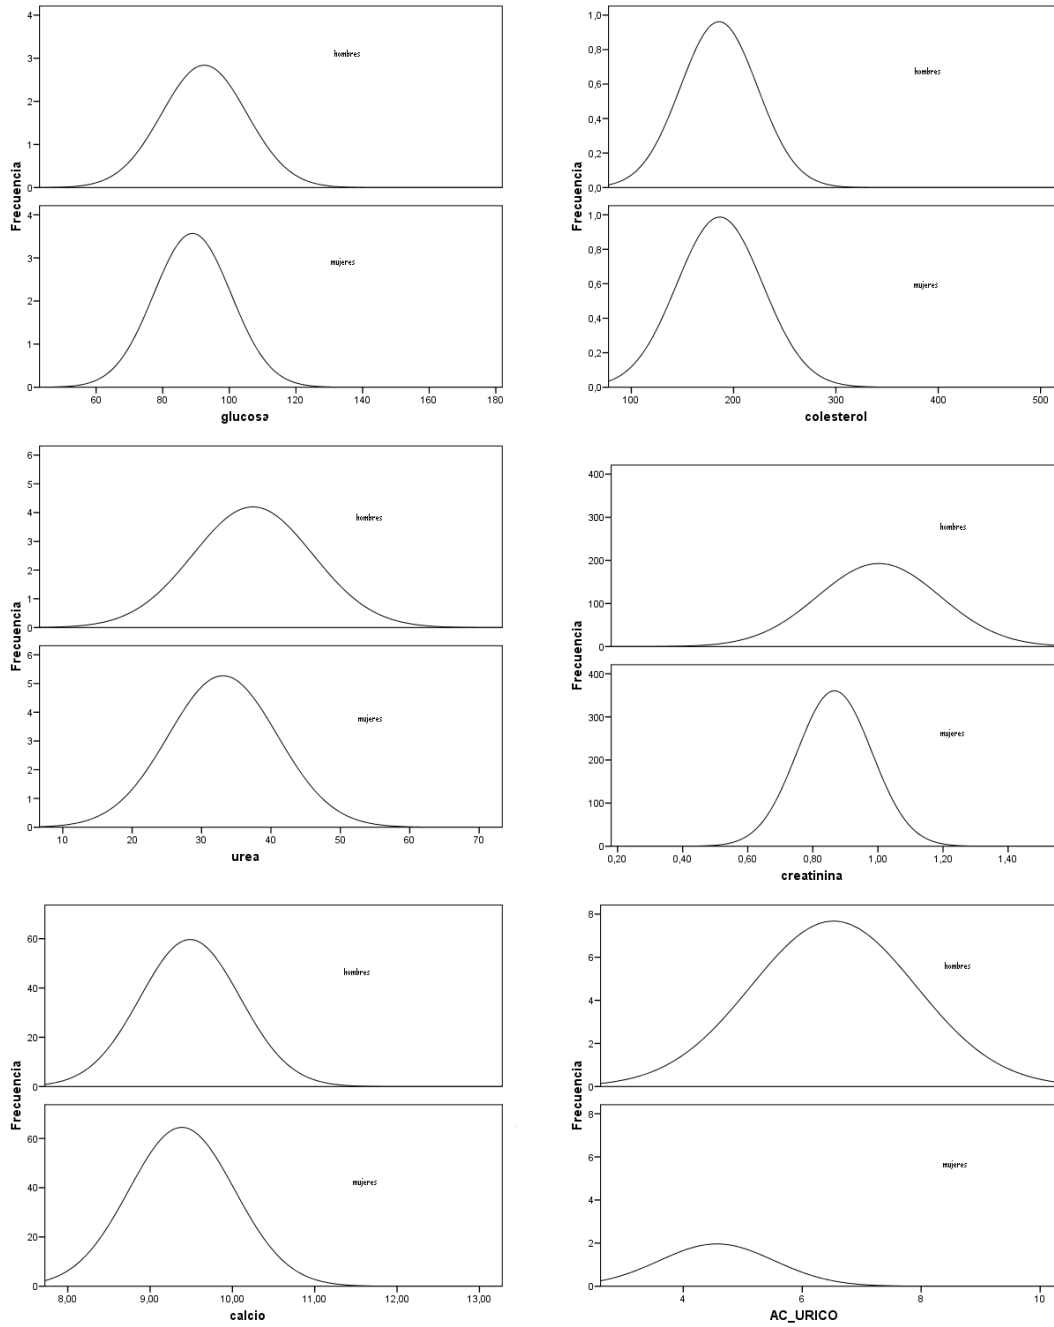 4
3
2
1
0
Frecuencia
hombres
4
3
2
1
0
mujeres
60 80 100 120 140 160 180
glucosa
1,0
0,8
0,6
0,4
0,2
0,0
Frecuencia
hombres
1,0
0,8
0,6
0,4
0,2
0,0
mujeres
100 200 300 400 500
colesterol
6
5
4
3
2
1
0
Frecuencia
hombres
6
5
4
3
2
1
0
mujeres
10 20 30 40 50 60 70
urea
400
300
200
100
0
Frecuencia
hombres
400
300
200
100
0
mujeres
0,20 0,40 0,60 0,80 1,00 1,20 1,40
creatinina
60
40
20
0
Frecuencia
hombres
60
40
20
0
mujeres
8,00 9,00 10,00 11,00 12,00 13,00
calcio
8
6
4
2
0
Frecuencia
hombres
8
6
4
2
0
mujeres
4 6 8 10
AC_URICO